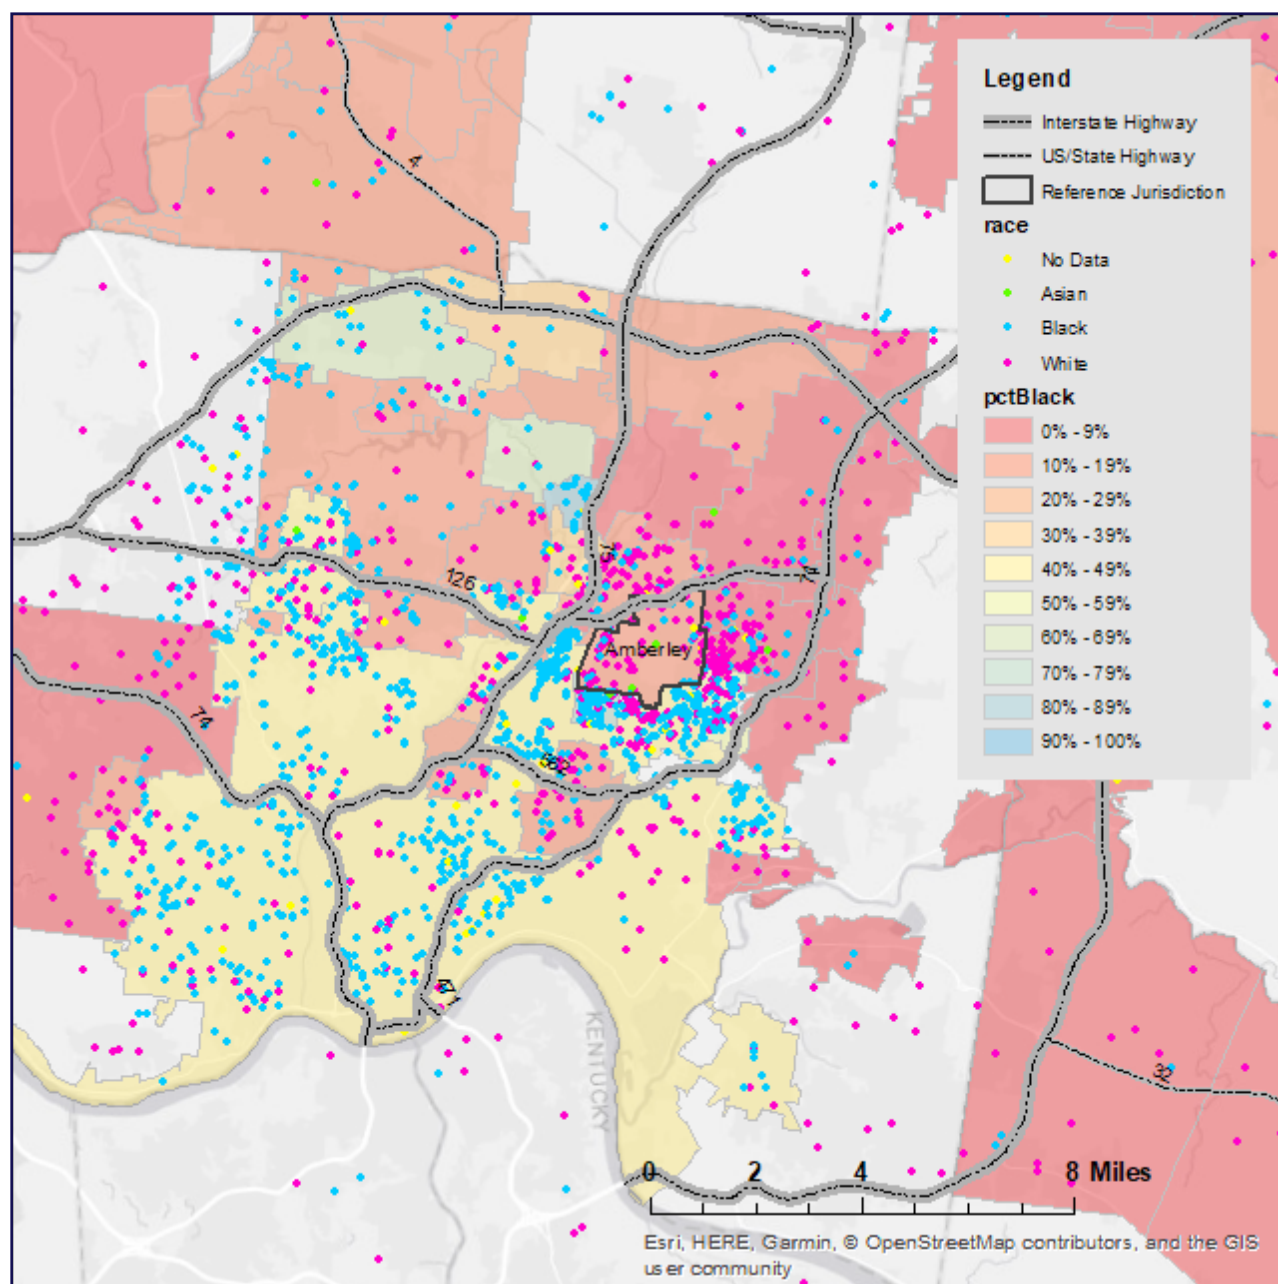 Legend
Interstate Highway
US/State Highway
Reference Jurisdiction
race
No Data
Asian
Black
White
pctBlack
0% - 9%
10% - 19%
20% - 29%
30% - 39%
40% - 49%
50% - 59%
60% - 69%
70% - 79%
80% - 89%
90% - 100%
4
75
126
71
Amberley
74
562
471
KENTUCKY
32
0 2 4 8 Miles
Esri, HERE, Garmin, © OpenStreetMap contributors, and the GIS
user community